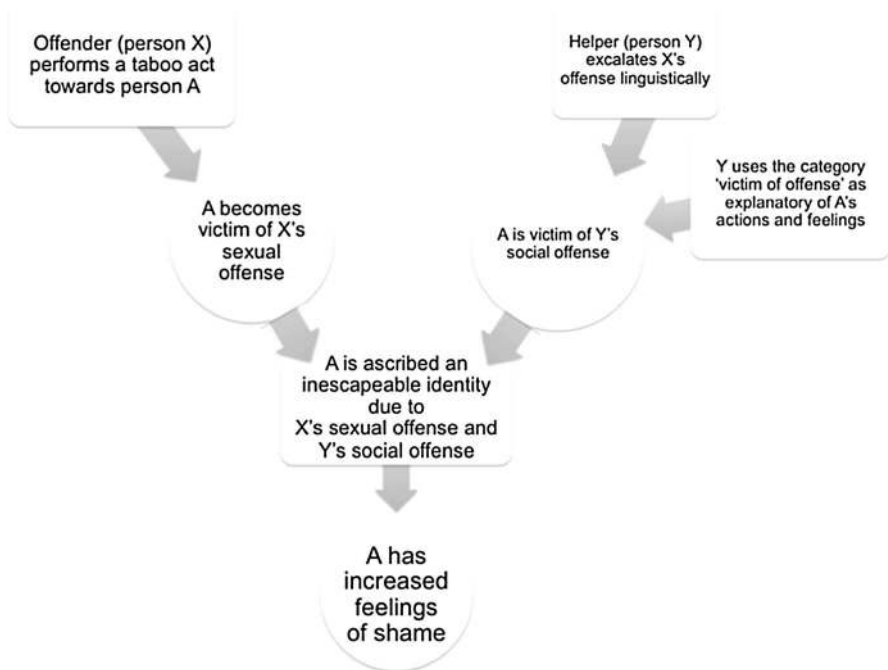 Offender (person X)
performs a taboo act
towards person A
Helper (person Y)
excalates X's
offense linguistically
Y uses the category
'victim of offense' as
explanatory of A's
actions and feelings
A becomes
victim of X's
sexual
offense
A is victim of Y's
social offense
A is ascribed an
inescapeable identity
due to
X's sexual offense and
Y's social offense
A has
increased
feelings
of shame